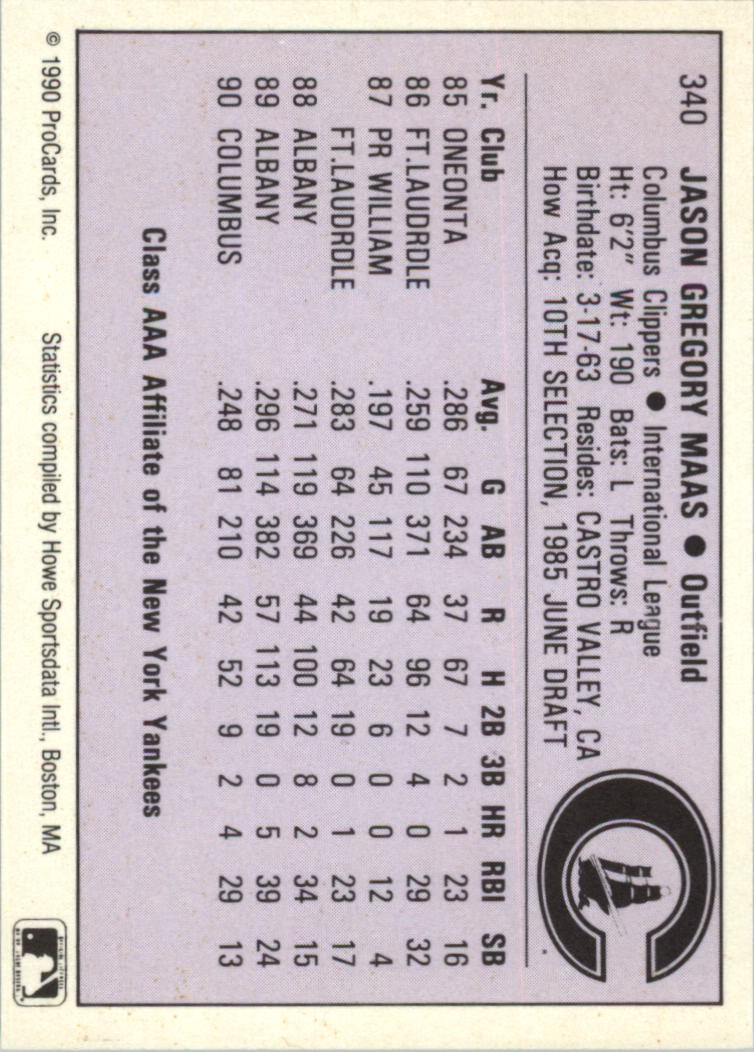 340 JASON GREGORY MAAS ● Outfield
Columbus Clippers ● International League
Ht: 6'2" Wt: 190 Bats: L Throws: R
Birthdate: 3-17-63 Resides: CASTRO VALLEY, CA
How Acq: 10TH SELECTION, 1985 JUNE DRAFT
Yr. Club Avg. G AB R H 2B 3B HR RBI SB
85 ONEONTA .286 67 234 37 67 7 2 1 23 16
86 FT.LAUDRDLE .259 110 371 64 96 12 4 0 29 32
87 PR WILLIAM .197 45 117 19 23 6 0 0 12 4
FT.LAUDRDLE .283 64 226 42 64 19 0 1 23 17
88 ALBANY .271 119 369 44 100 12 8 2 34 15
89 ALBANY .296 114 382 57 113 19 0 5 39 24
90 COLUMBUS .248 81 210 42 52 9 2 4 29 13
Class AAA Affiliate of the New York Yankees
© 1990 ProCards, Inc. Statistics compiled by Howe Sportsdata Intl., Boston, MA